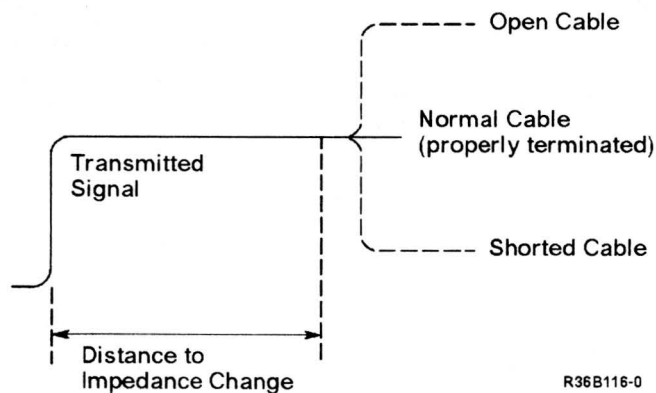 Open Cable
Normal Cable
(properly terminated)
Transmitted
Signal
Shorted Cable
Distance to
Impedance Change
R36B116-0